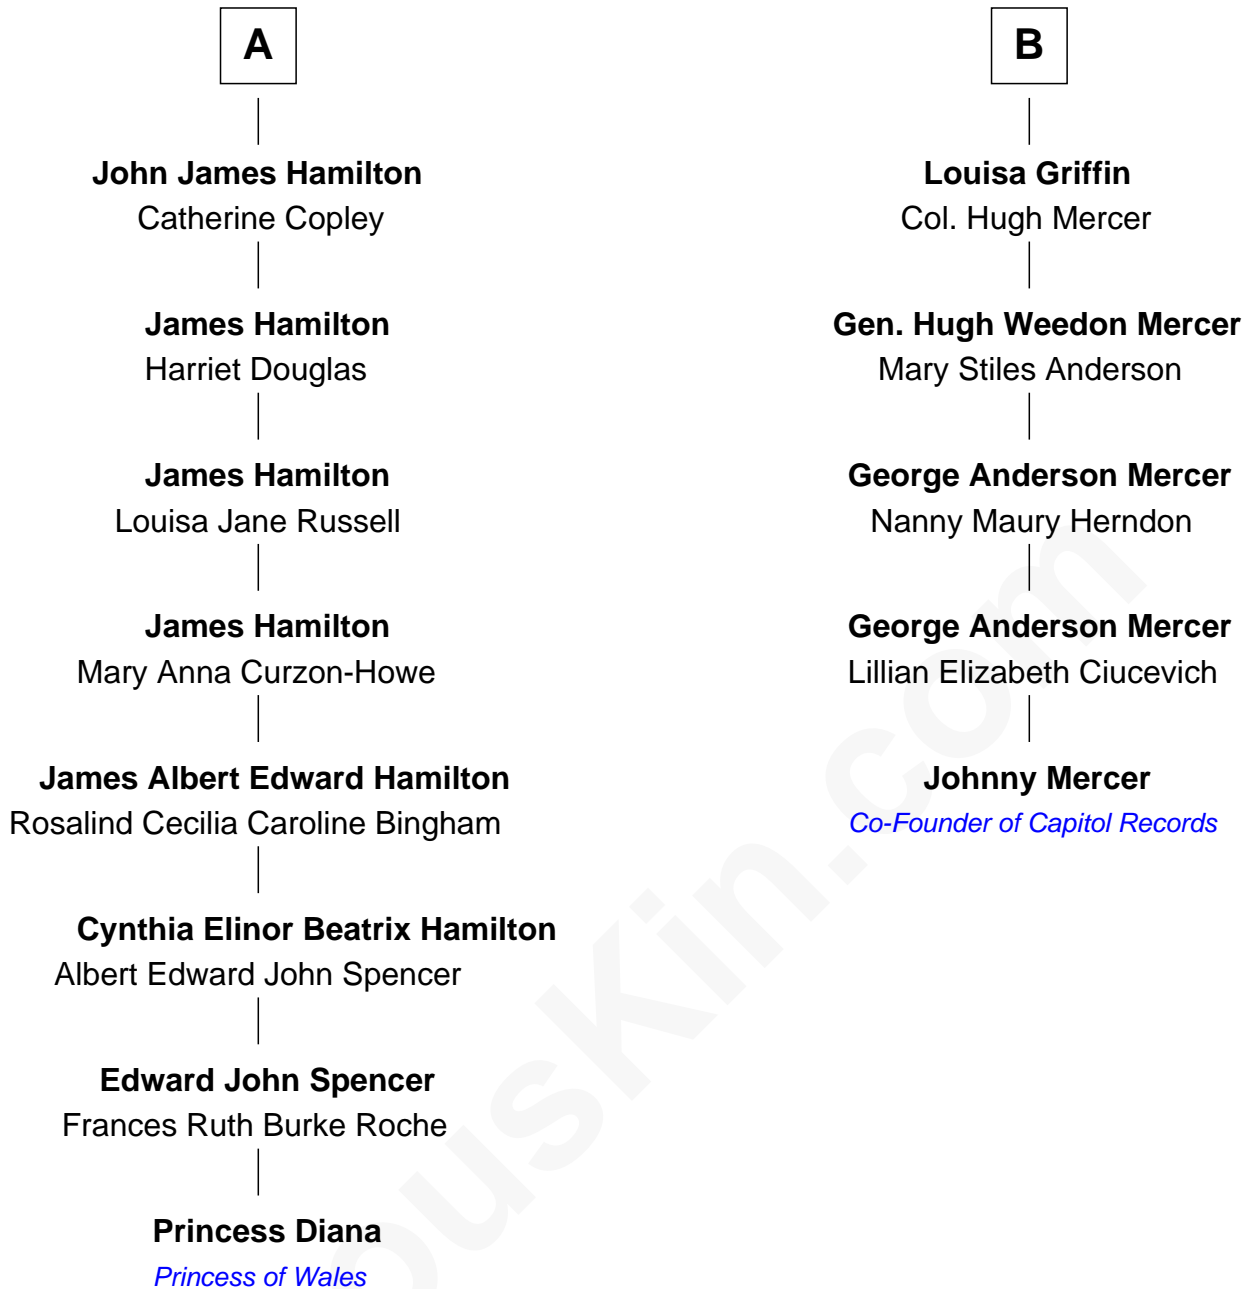 A
John James Hamilton
Catherine Copley
James Hamilton
Harriet Douglas
James Hamilton
Louisa Jane Russell
James Hamilton
Mary Anna Curzon-Howe
James Albert Edward Hamilton
Rosalind Cecilia Caroline Bingham
Cynthia Elinor Beatrix Hamilton
Albert Edward John Spencer
Edward John Spencer
Frances Ruth Burke Roche
Princess Diana
Princess of Wales
B
Louisa Griffin
Col. Hugh Mercer
Gen. Hugh Weedon Mercer
Mary Stiles Anderson
George Anderson Mercer
Nanny Maury Herndon
George Anderson Mercer
Lillian Elizabeth Ciucevich
Johnny Mercer
Co-Founder of Capitol Records
ousKin.com